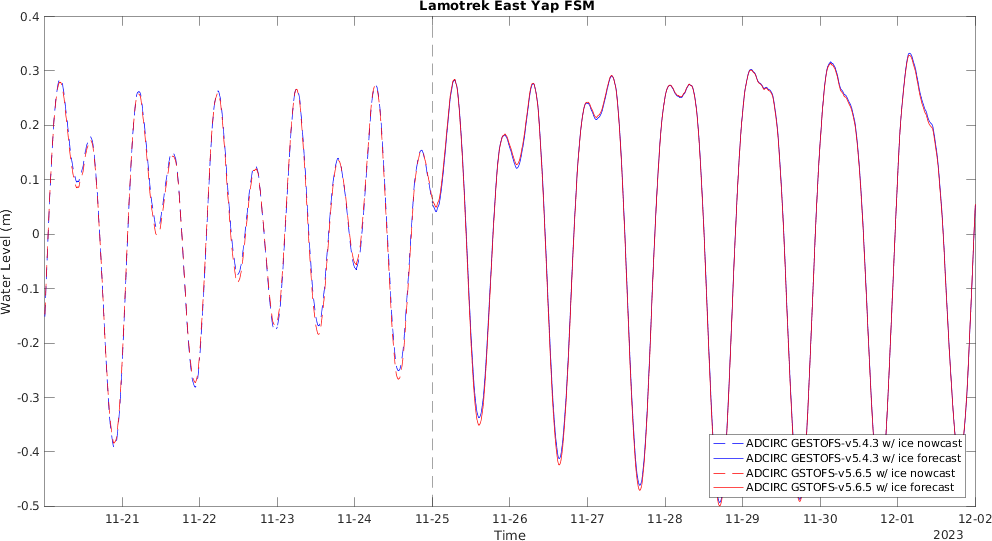 Lamotrek East Yap FSM
0.4
0.3
0.2
0.1
0
-0.1
-0.2
-0.3
-0.4
-0.5
Water Level (m)
ADCIRC GESTOFS-v5.4.3 w/ ice nowcast
ADCIRC GESTOFS-v5.4.3 w/ ice forecast
ADCIRC GSTOFS-v5.6.5 w/ ice nowcast
ADCIRC GSTOFS-v5.6.5 w/ ice forecast
11-21 11-22 11-23 11-24 11-25 11-26 11-27 11-28 11-29 11-30 12-01 12-02
Time
2023